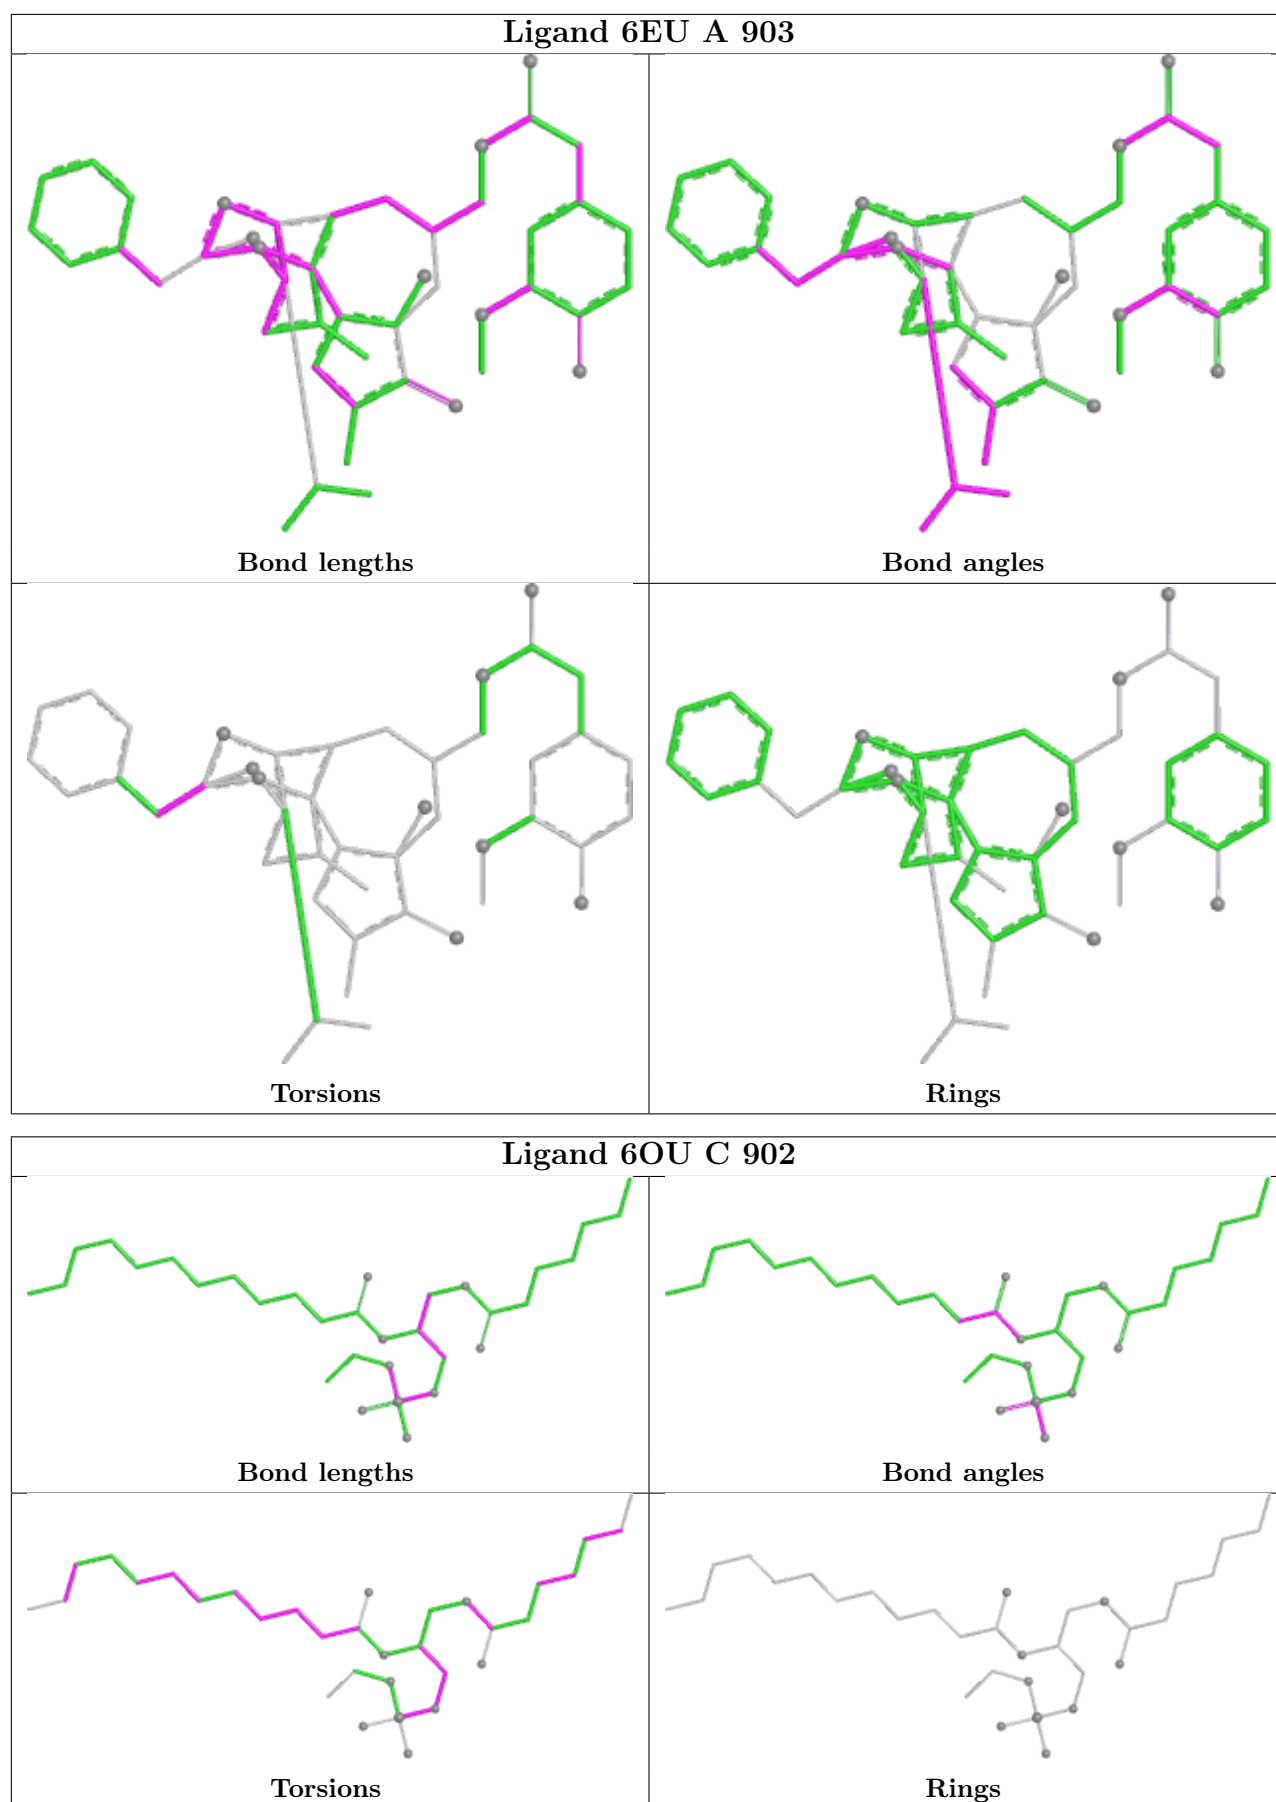 Ligand 6EU A 903
Bond lengths
Bond angles
Torsions
Rings
Ligand 6OU C 902
Bond lengths
Bond angles
Torsions
Rings